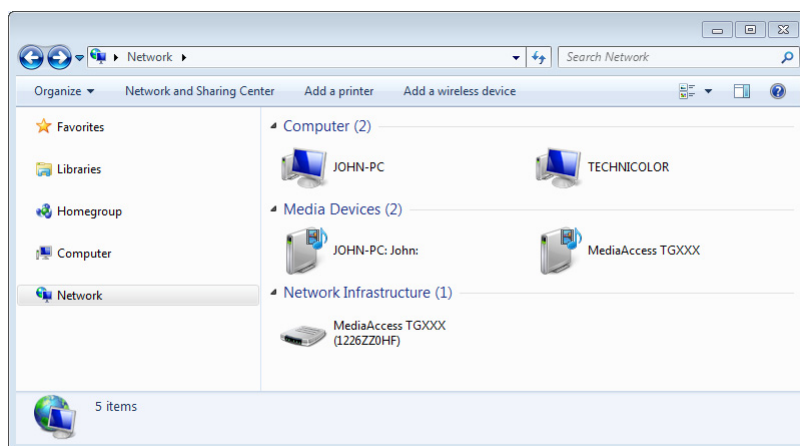 Network
Search Network
Organize
Network and Sharing Center
Add a printer
Add a wireless device
Favorites
Libraries
Homegroup
Computer
Network
Computer (2)
JOHN-PC
TECHNICOLOR
Media Devices (2)
JOHN-PC: John:
MediaAccess TGXXX
Network Infrastructure (1)
MediaAccess TGXXX
(1226ZZ0HF)
5 items